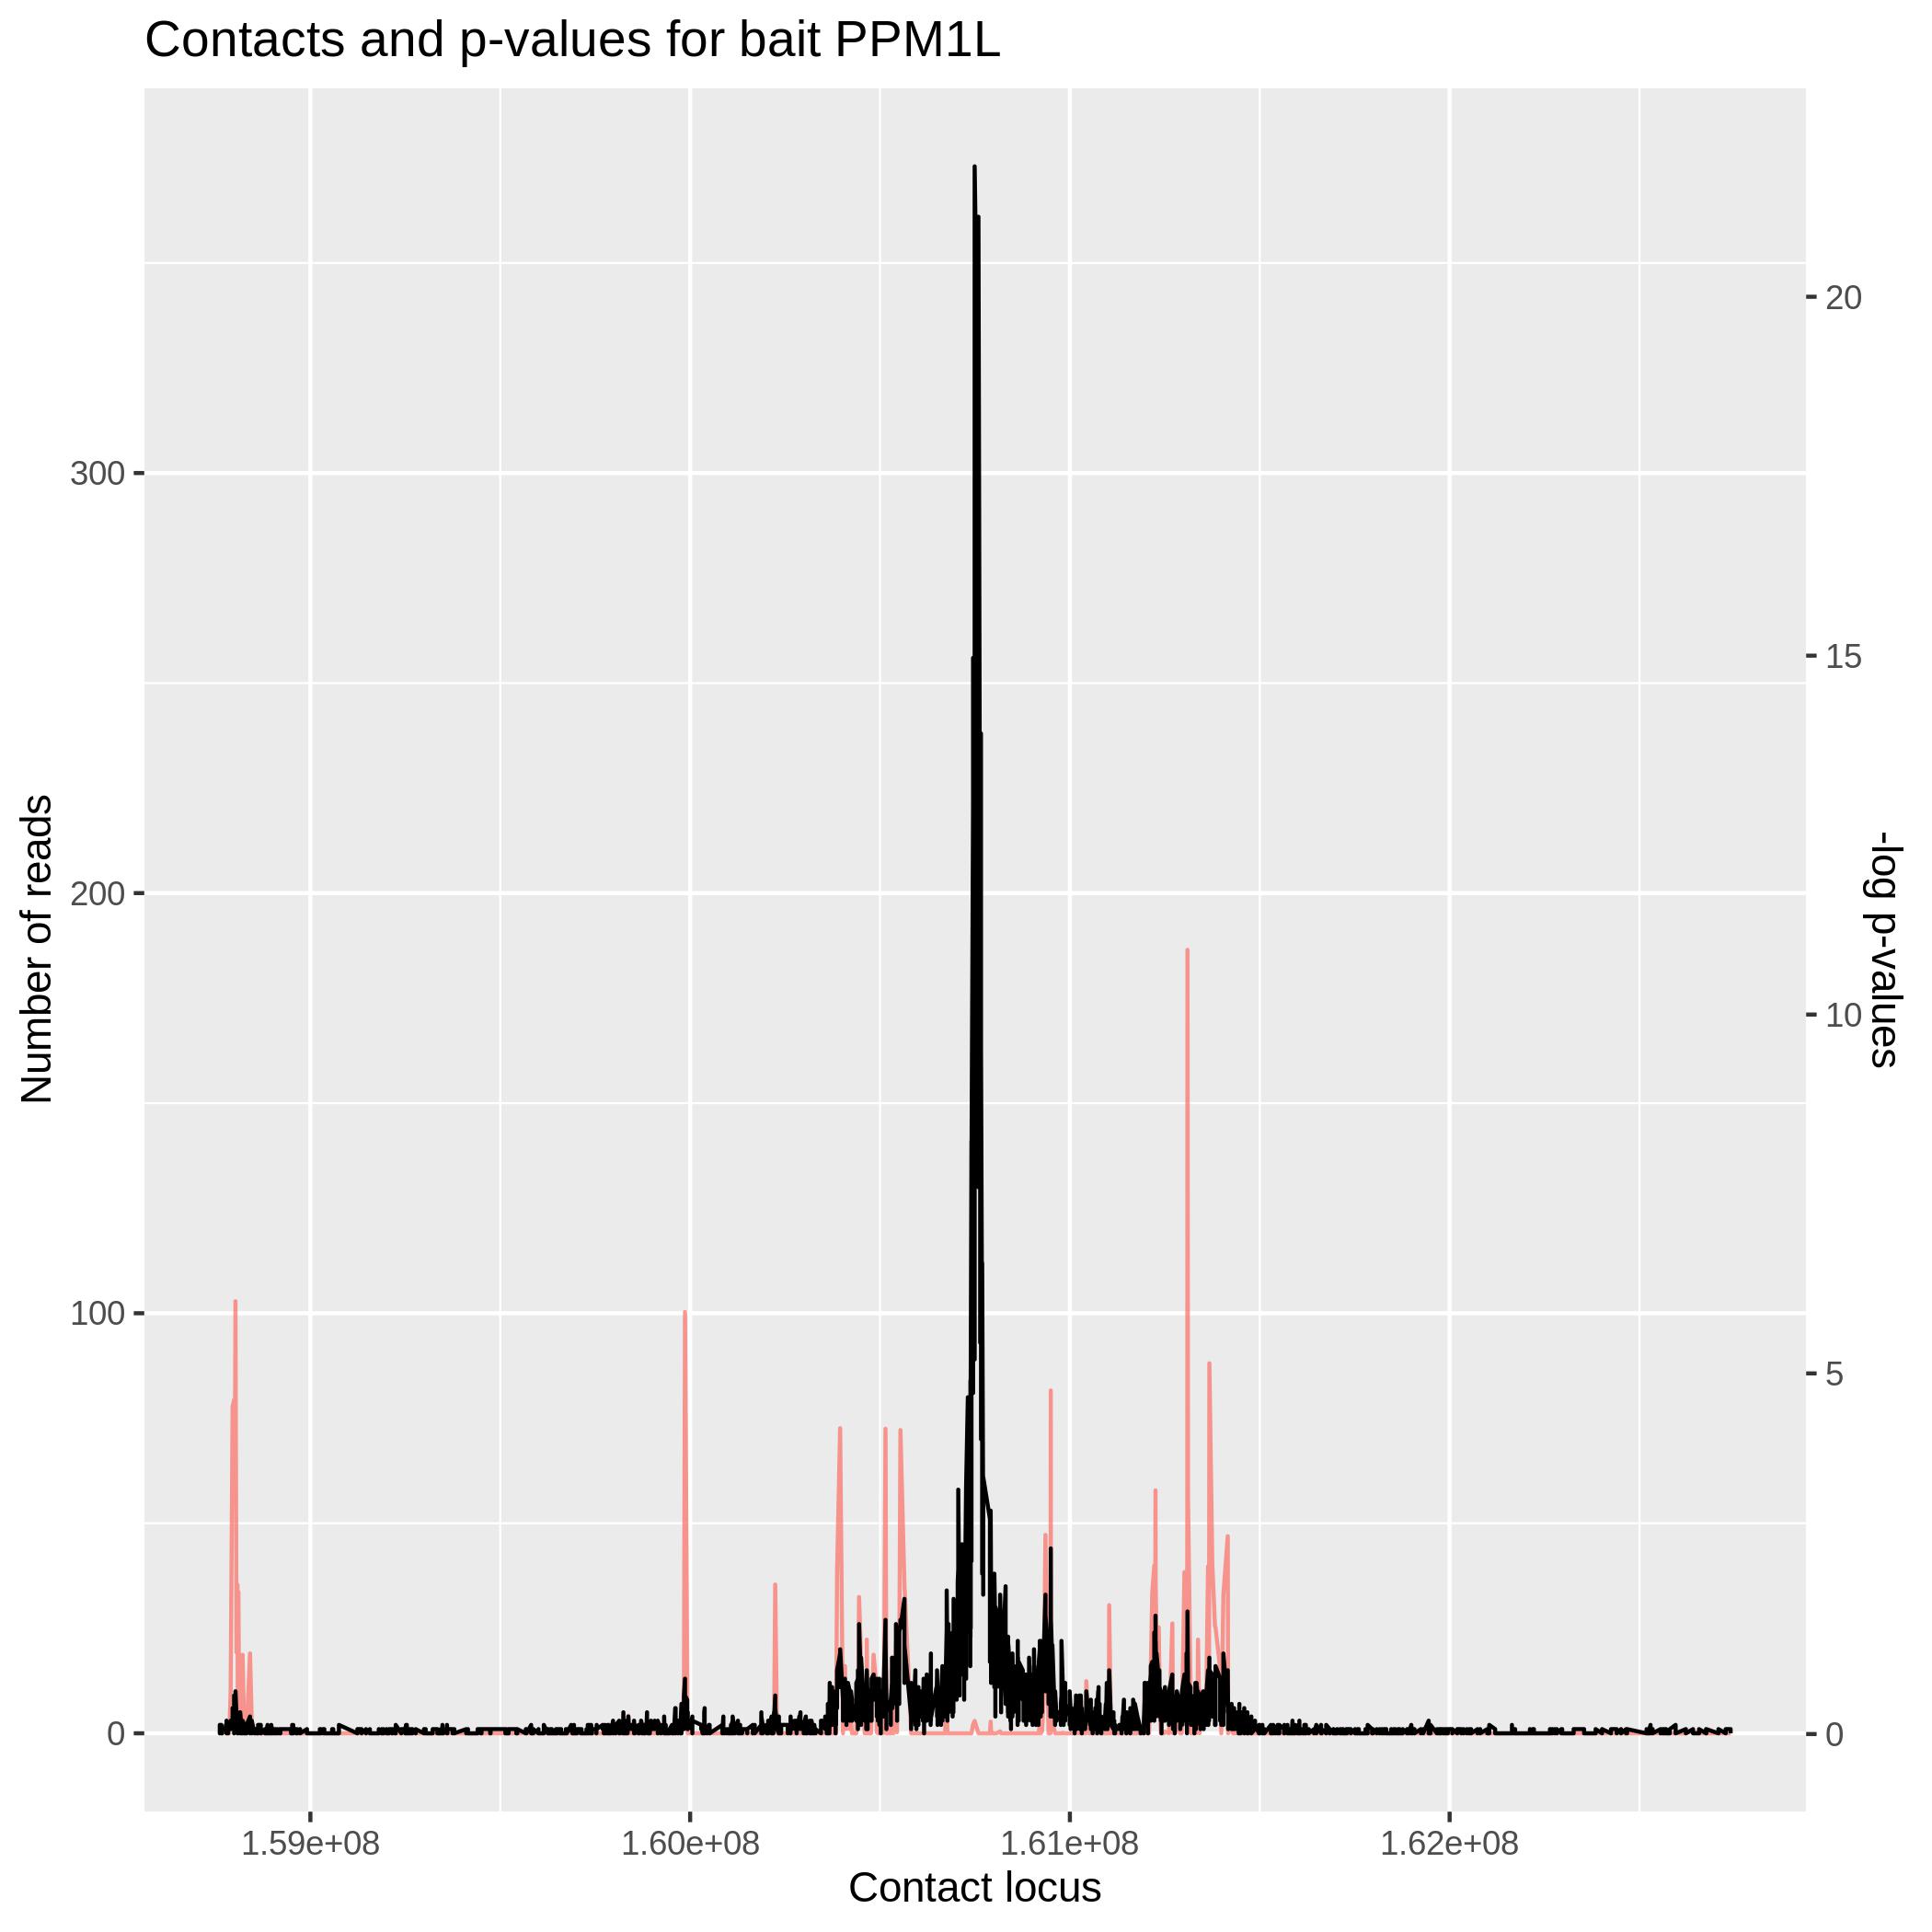 Contacts and p-values for bait PPM1L
Number of reads
300
200
100
0
20
15
10
5
0
-log p-values
1.59e+08 1.60e+08 1.61e+08 1.62e+08
Contact locus